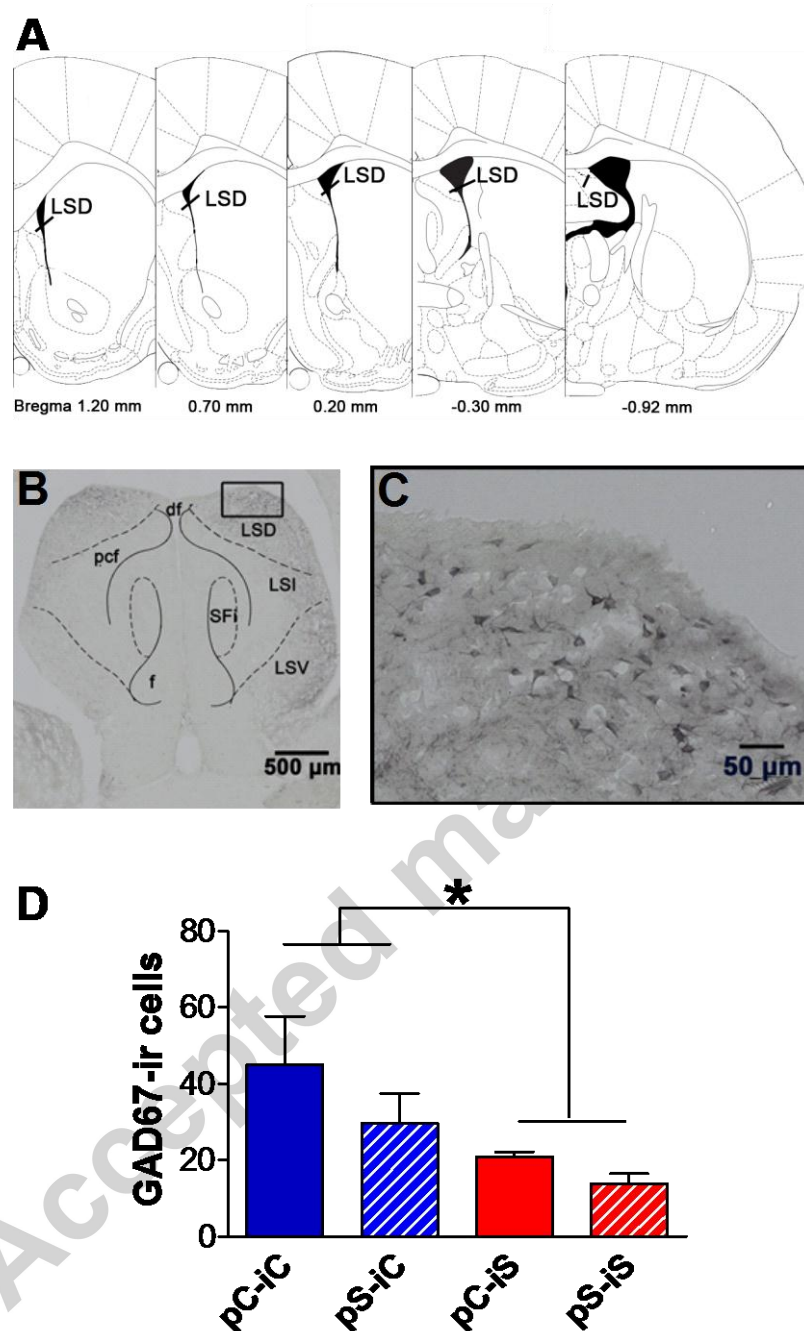 A
LSD
LSD
LSD
LSD
LSD
Bregma 1.20 mm
0.70 mm
0.20 mm
-0.30 mm
-0.92 mm
B
df
LSD
pcf
LSI
SFi
LSV
f
500 µm
C
50 µm
D
*
80
60
40
20
0
GAD67-ir cells
pC-iC
pS-iC
pC-iS
pS-iS
Accepted ma